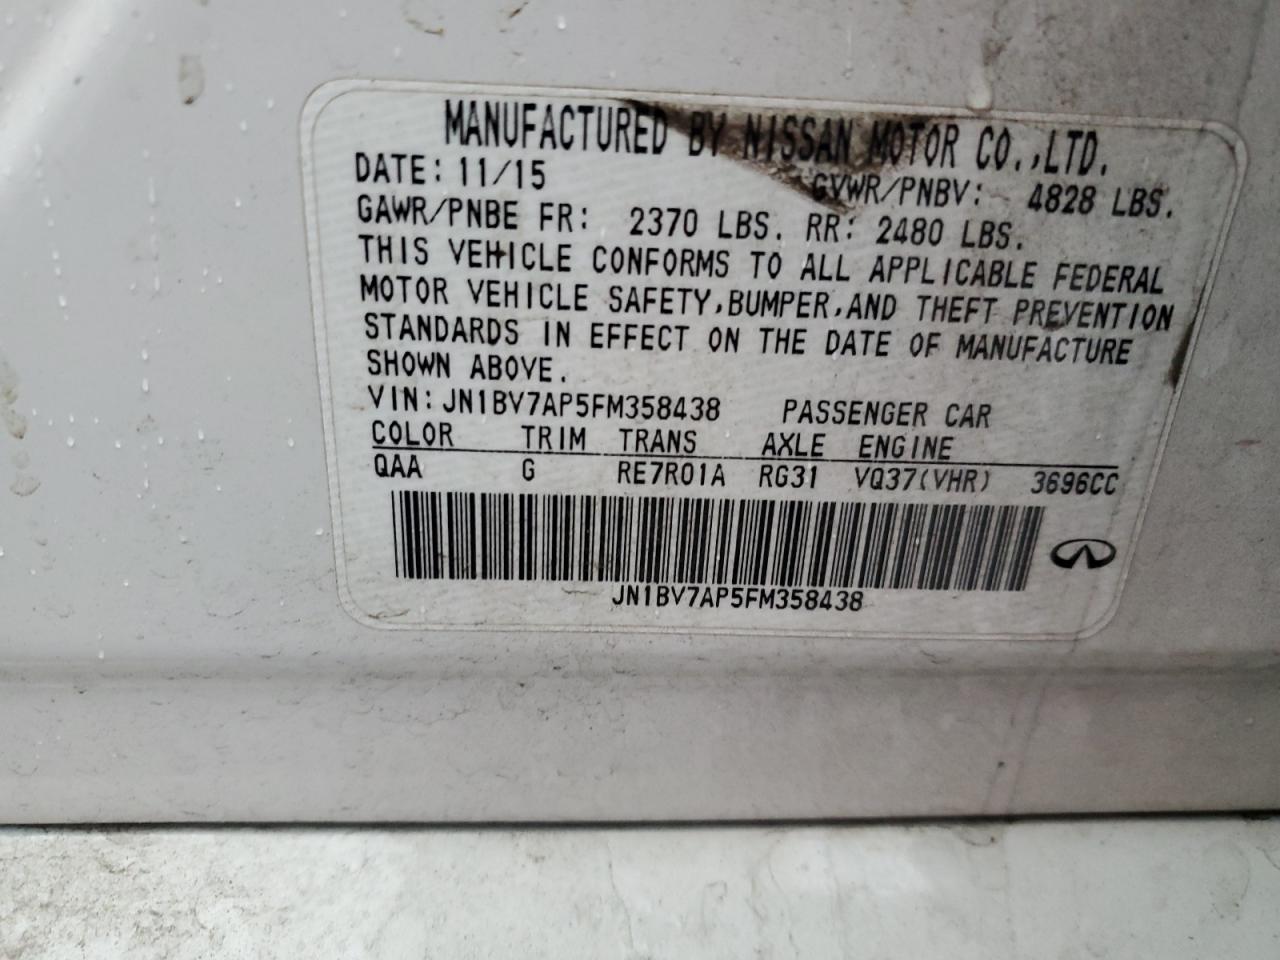 MANUFACTURED BY NISSAN MOTOR CO.,LTD.
DATE: 11/15 GVWR/PNBV: 4828 LBS.
GAWR/PNBE FR: 2370 LBS. RR: 2480 LBS.
THIS VEHICLE CONFORMS TO ALL APPLICABLE FEDERAL
MOTOR VEHICLE SAFETY,BUMPER,AND THEFT PREVENTION
STANDARDS IN EFFECT ON THE DATE OF MANUFACTURE
SHOWN ABOVE.
VIN: JN1BV7AP5FM358438 PASSENGER CAR
COLOR TRIM TRANS AXLE ENGINE
QAA G RE7R01A RG31 VQ37(VHR) 3696CC
JN1BV7AP5FM358438